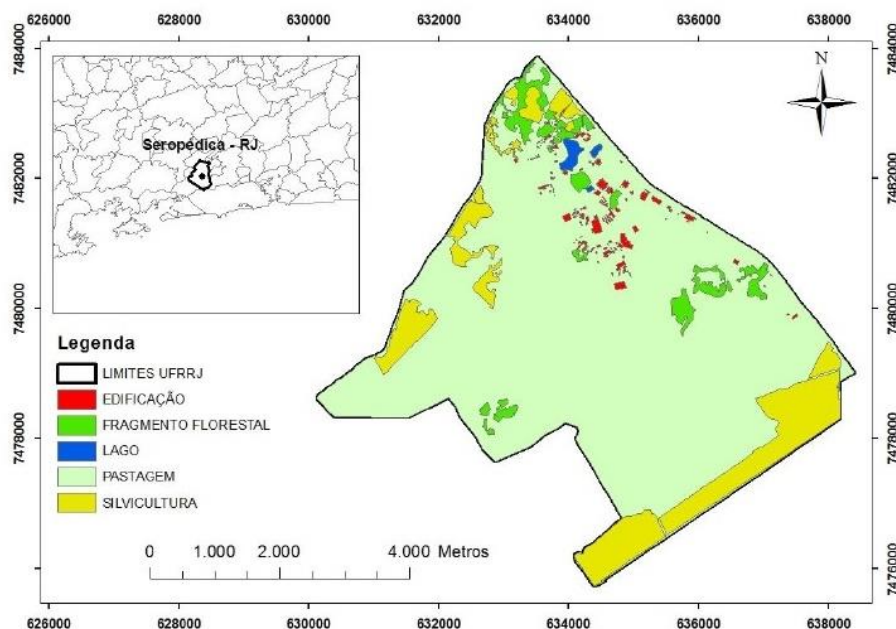 626000 628000 630000 632000 634000 636000 638000
7484000 7484000
N
Seropédica - RJ
7482000 7482000
7480000 7480000
Legenda
LIMITES UFRRJ
EDIFICAÇÃO
FRAGMENTO FLORESTAL
LAGO
PASTAGEM
SILVICULTURA
7478000 7478000
0 1.000 2.000 4.000 Metros
7476000 7476000
626000 628000 630000 632000 634000 636000 638000